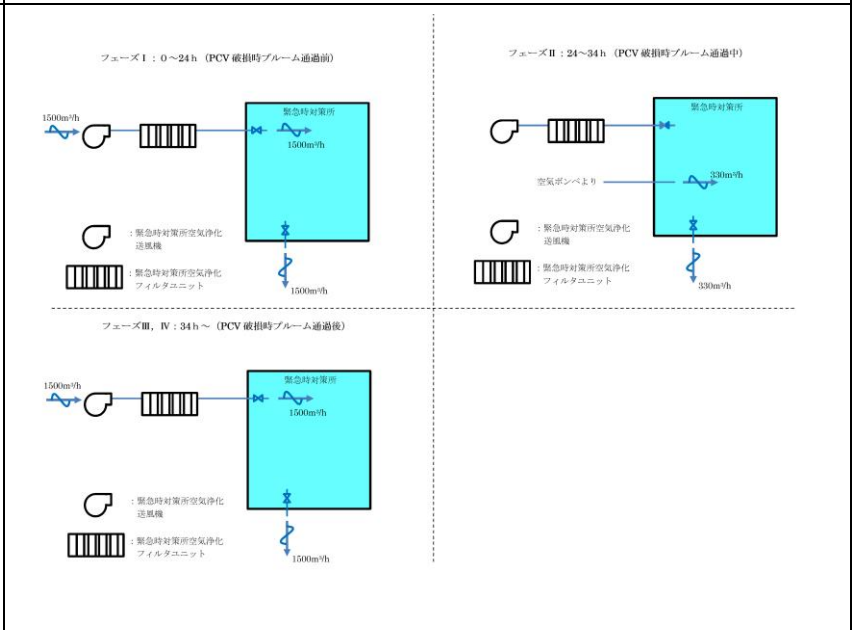 フェーズⅠ：0～24h（PCV 破損時プルーム通過前）
1500m³/h
緊急時対策所
1500m³/h
：緊急時対策所空気浄化
送風機
：緊急時対策所空気浄化
フィルタユニット
1500m³/h
フェーズⅡ：24～34h（PCV 破損時プルーム通過中）
緊急時対策所
空気ボンベより
330m³/h
：緊急時対策所空気浄化
送風機
：緊急時対策所空気浄化
フィルタユニット
330m³/h
フェーズⅢ，Ⅳ：34h～（PCV 破損時プルーム通過後）
1500m³/h
緊急時対策所
1500m³/h
：緊急時対策所空気浄化
送風機
：緊急時対策所空気浄化
フィルタユニット
1500m³/h